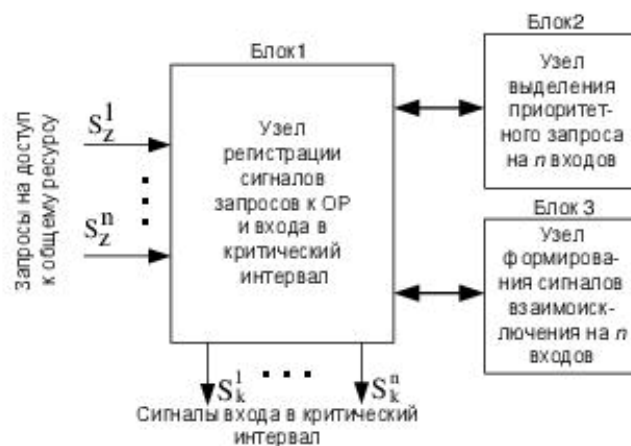 Блок1
Блок2
Узел
выделения
приоритет-
ного запроса
на n входов
Запросы на доступ
к общему ресурсу
S_z^1
S_z^n
Узел
регистрации
сигналов
запросов к ОР
и входа в
критический
интервал
Блок 3
Узел
формирова-
ния сигналов
взаимоиск-
лючения на n
входов
S_k^1
S_k^n
Сигналы входа в критический
интервал